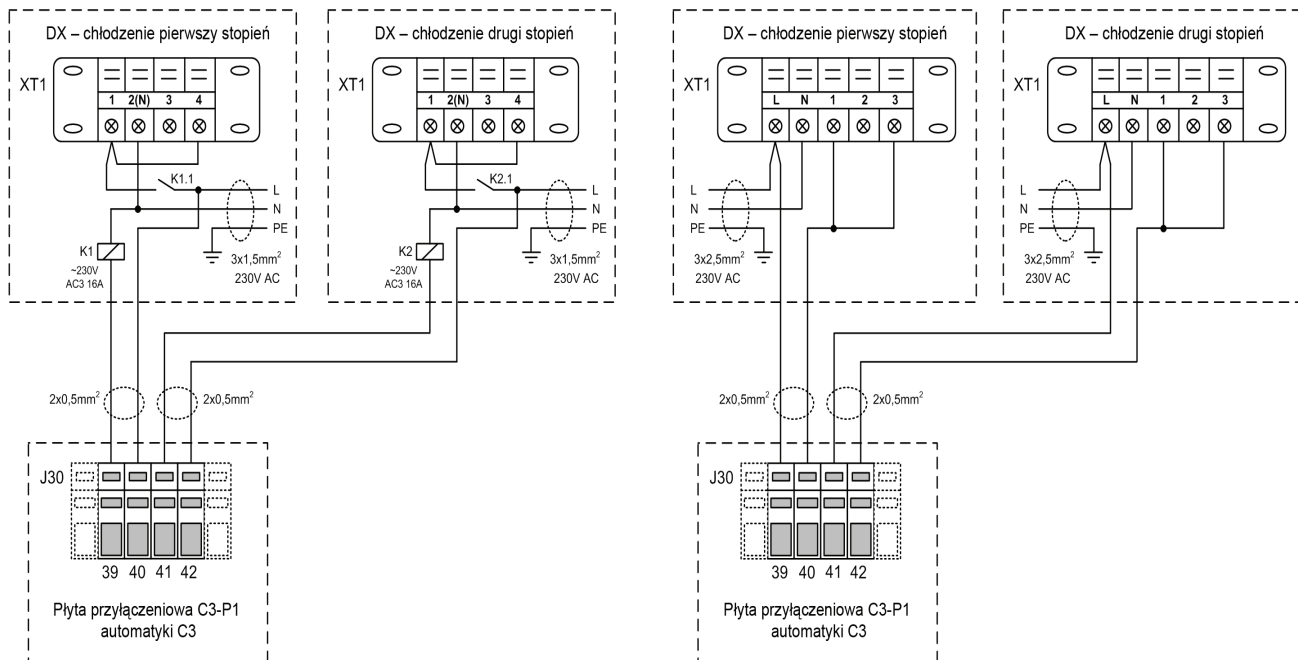 DX – chłodzenie pierwszy stopień
XT1
1 2(N) 3 4
K1.1
L
N
PE
K1
~230V
AC3 16A
3x1,5mm²
230V AC
DX – chłodzenie drugi stopień
XT1
1 2(N) 3 4
K2.1
L
N
PE
K2
~230V
AC3 16A
3x1,5mm²
230V AC
2x0,5mm²
2x0,5mm²
J30
39 40 41 42
Płyta przyłączeniowa C3-P1
automatyki C3
DX – chłodzenie pierwszy stopień
XT1
L N 1 2 3
L
N
PE
3x2,5mm²
230V AC
DX – chłodzenie drugi stopień
XT1
L N 1 2 3
L
N
PE
3x2,5mm²
230V AC
2x0,5mm²
2x0,5mm²
J30
39 40 41 42
Płyta przyłączeniowa C3-P1
automatyki C3